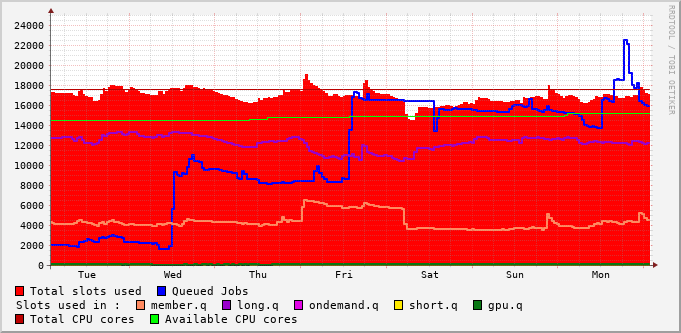 RRDTOOL / TOBI OETIKER
24000
22000
20000
18000
16000
14000
12000
10000
8000
6000
4000
2000
0
Tue Wed Thu Fri Sat Sun Mon
Total slots used Queued Jobs
Slots used in : member.q long.q ondemand.q short.q gpu.q
Total CPU cores Available CPU cores